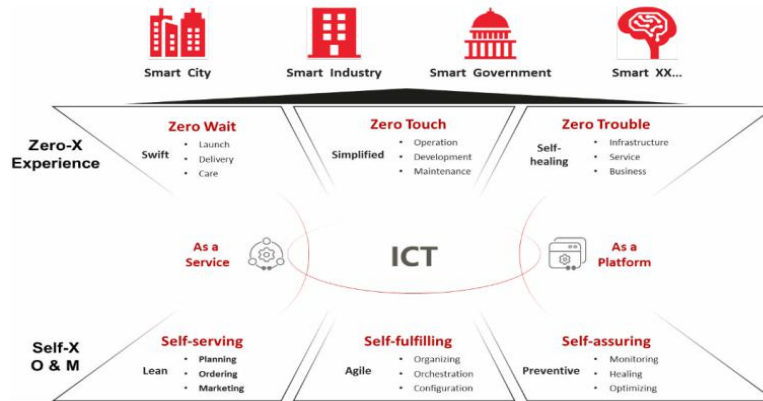 Smart City
Smart Industry
Smart Government
Smart XX...
Zero-X
Experience
Zero Wait
Swift
• Launch
• Delivery
• Care
Zero Touch
Simplified
• Operation
• Development
• Maintenance
Zero Trouble
Self-
healing
• Infrastructure
• Service
• Business
As a
Service
ICT
As a
Platform
Self-X
O & M
Self-serving
Lean
• Planning
• Ordering
• Marketing
Self-fulfilling
Agile
• Organizing
• Orchestration
• Configuration
Self-assuring
Preventive
• Monitoring
• Healing
• Optimizing